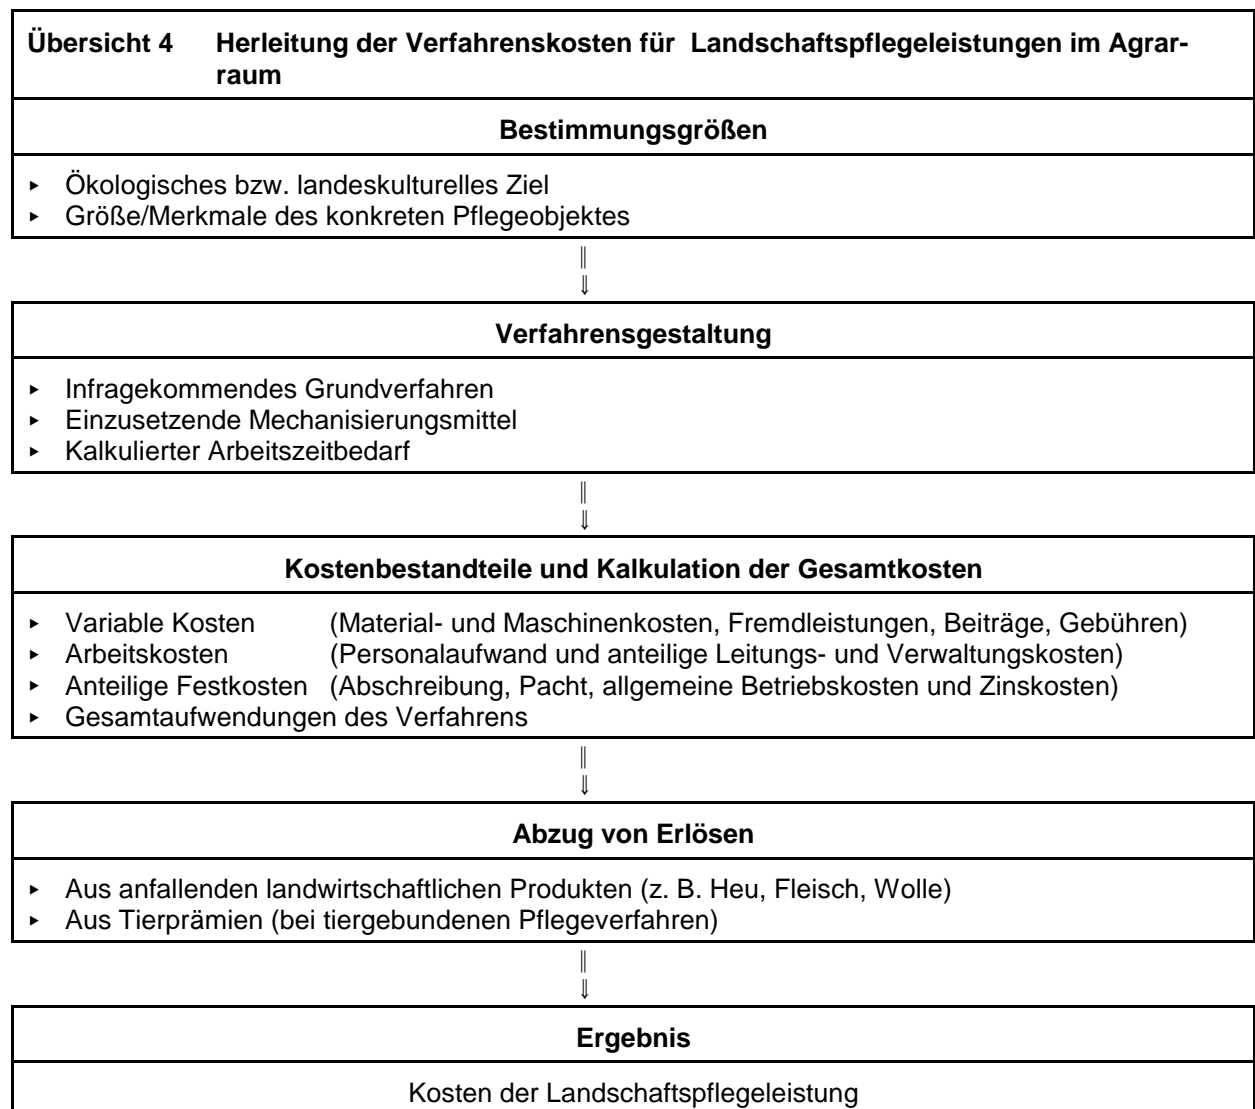 Übersicht 4 Herleitung der Verfahrenskosten für Landschaftspflegeleistungen im Agrar-
raum
Bestimmungsgrößen
▸ Ökologisches bzw. landeskulturelles Ziel
▸ Größe/Merkmale des konkreten Pflegeobjektes
Verfahrensgestaltung
▸ Infragekommendes Grundverfahren
▸ Einzusetzende Mechanisierungsmittel
▸ Kalkulierter Arbeitszeitbedarf
Kostenbestandteile und Kalkulation der Gesamtkosten
▸ Variable Kosten (Material- und Maschinenkosten, Fremdleistungen, Beiträge, Gebühren)
▸ Arbeitskosten (Personalaufwand und anteilige Leitungs- und Verwaltungskosten)
▸ Anteilige Festkosten (Abschreibung, Pacht, allgemeine Betriebskosten und Zinskosten)
▸ Gesamtaufwendungen des Verfahrens
Abzug von Erlösen
▸ Aus anfallenden landwirtschaftlichen Produkten (z. B. Heu, Fleisch, Wolle)
▸ Aus Tierprämien (bei tiergebundenen Pflegeverfahren)
Ergebnis
Kosten der Landschaftspflegeleistung